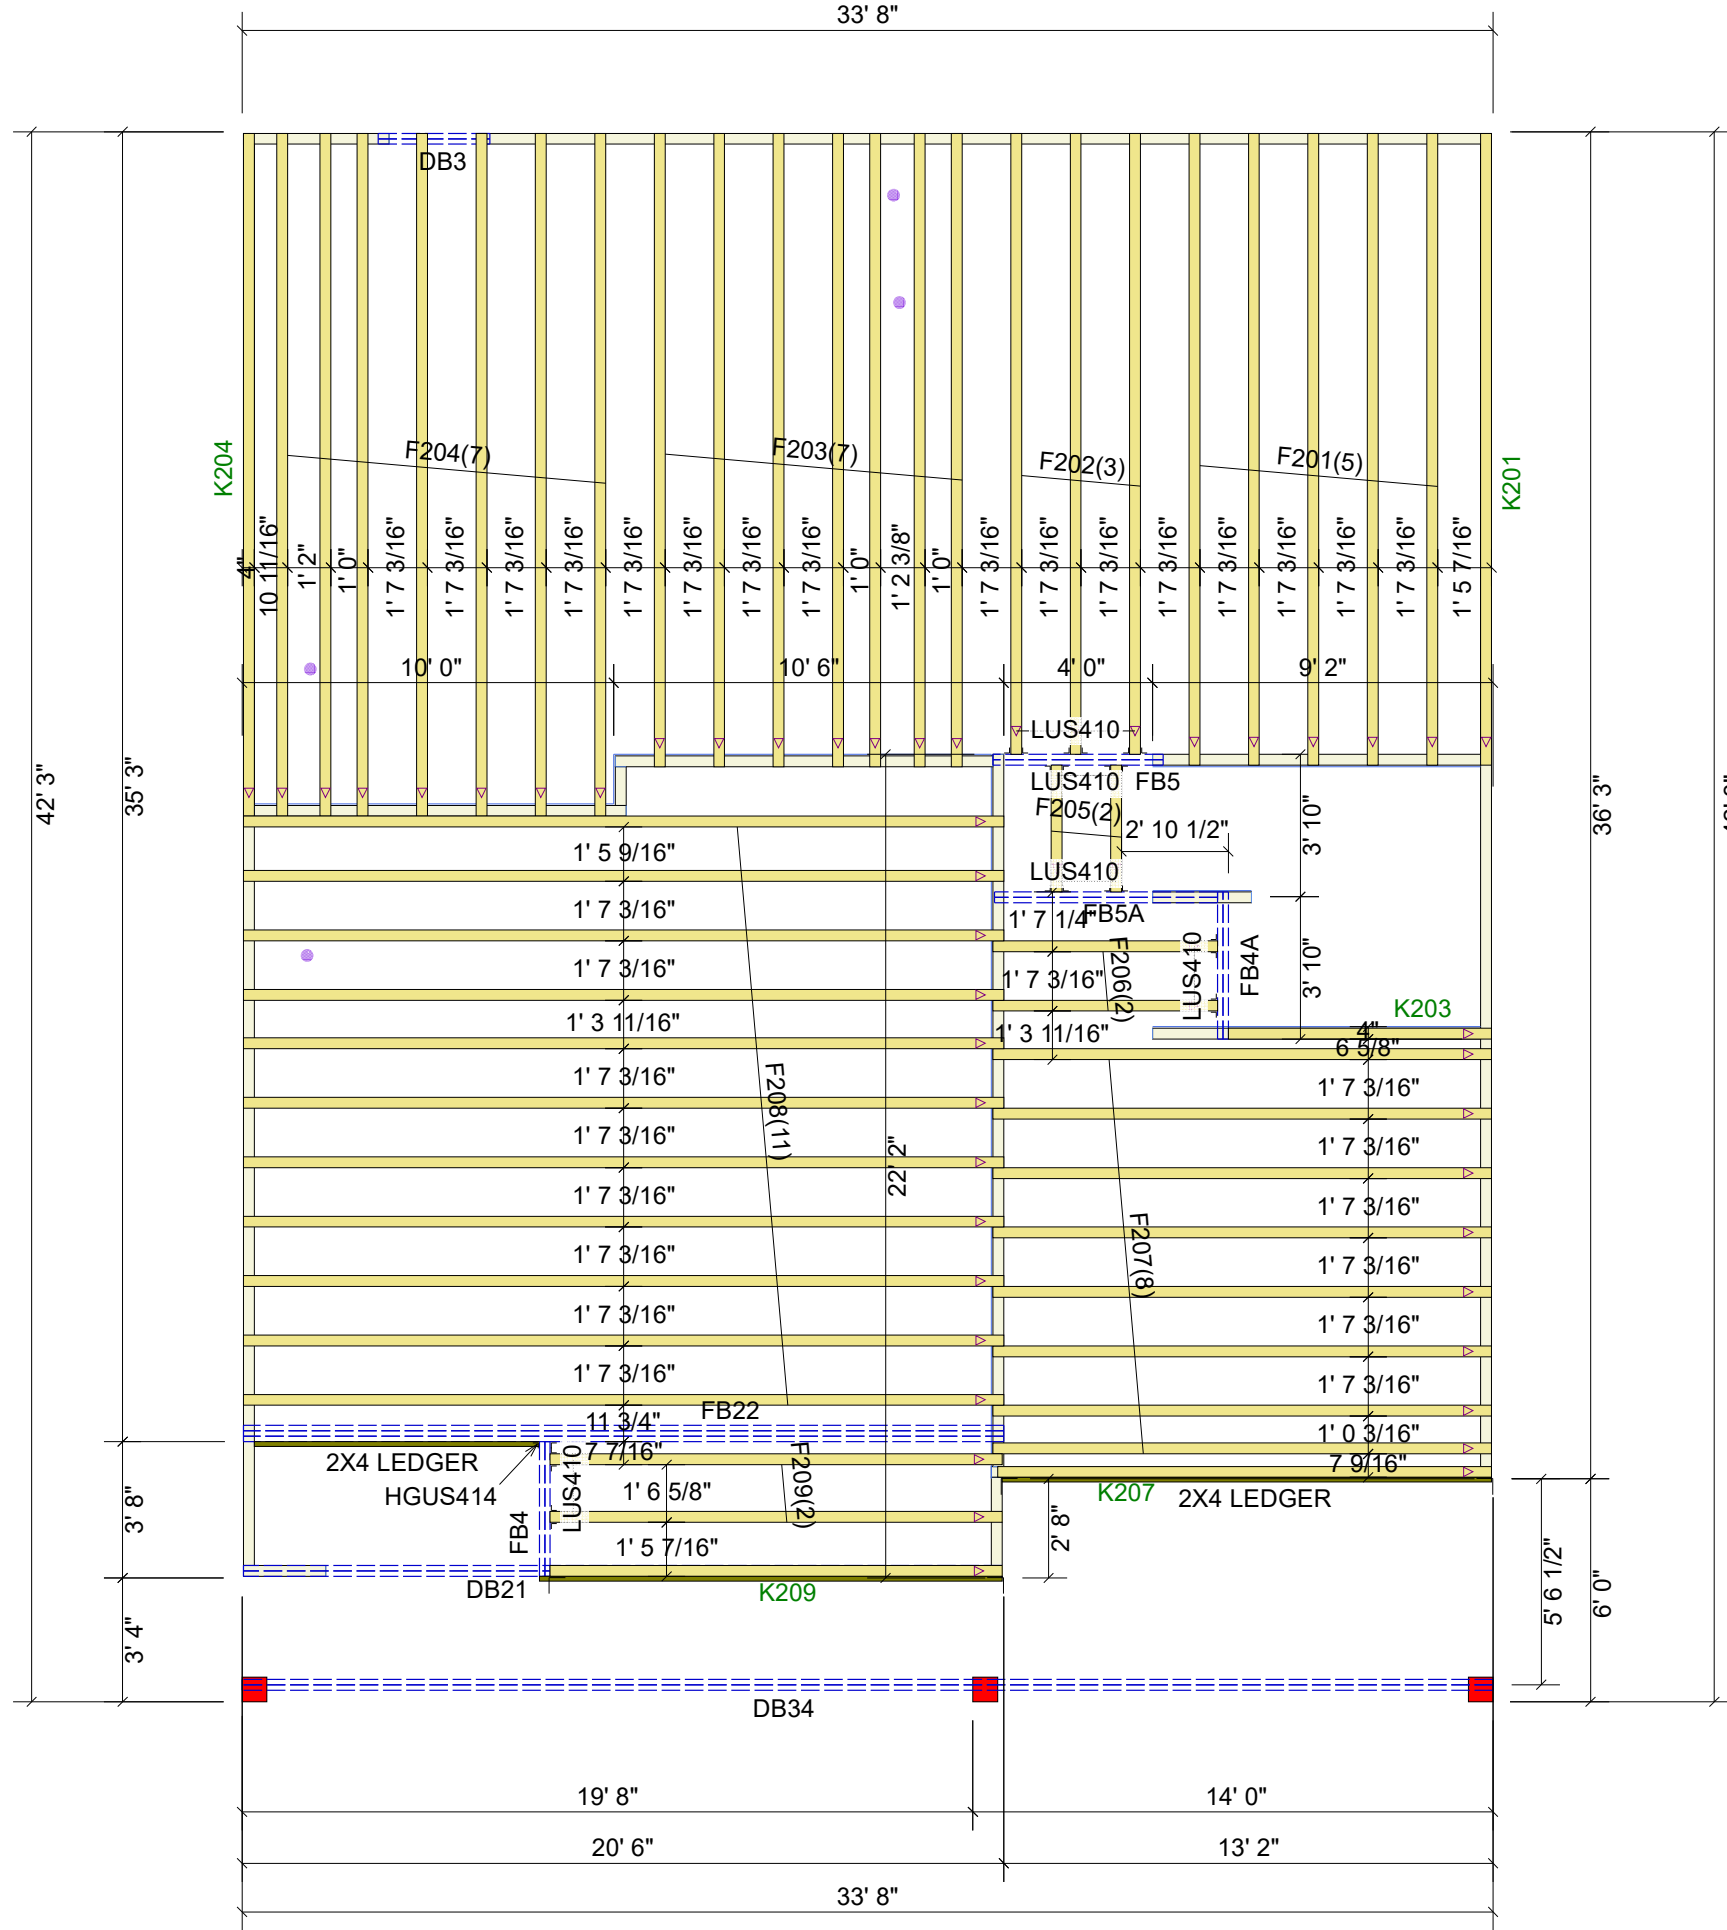 33' 8"
DB3
K204
F204(7)
F203(7)
F202(3)
F201(5)
K201
4"
10 11/16"
1' 2"
1' 0"
1' 7 3/16"
1' 7 3/16"
1' 7 3/16"
1' 7 3/16"
1' 7 3/16"
1' 7 3/16"
1' 7 3/16"
1' 7 3/16"
1' 0"
1' 2 3/8"
1' 0"
1' 7 3/16"
1' 7 3/16"
1' 7 3/16"
1' 7 3/16"
1' 7 3/16"
1' 7 3/16"
1' 7 3/16"
1' 7 3/16"
1' 5 7/16"
10' 0"
10' 6"
4' 0"
9' 2"
42' 3"
35' 3"
36' 3"
LUS410
LUS410
FB5
F205(2)
2' 10 1/2"
3' 10"
LUS410
FB5A
1' 7 1/4"
1' 7 3/16"
1' 3 11/16"
F206(2)
LUS410
FB4A
3' 10"
K203
4"
6 5/8"
1' 5 9/16"
1' 7 3/16"
1' 7 3/16"
1' 3 11/16"
1' 7 3/16"
1' 7 3/16"
1' 7 3/16"
1' 7 3/16"
1' 7 3/16"
1' 7 3/16"
F208(11)
22' 2"
1' 7 3/16"
1' 7 3/16"
1' 7 3/16"
1' 7 3/16"
1' 7 3/16"
1' 7 3/16"
F207(8)
1' 0 3/16"
7 9/16"
FB22
11 3/4"
7 7/16"
2X4 LEDGER
HGUS414
FB4
LUS410
1' 6 5/8"
F209(2)
1' 5 7/16"
K207
2X4 LEDGER
2' 8"
3' 8"
DB21
K209
3' 4"
5' 6 1/2"
6' 0"
DB34
19' 8"
14' 0"
20' 6"
13' 2"
33' 8"